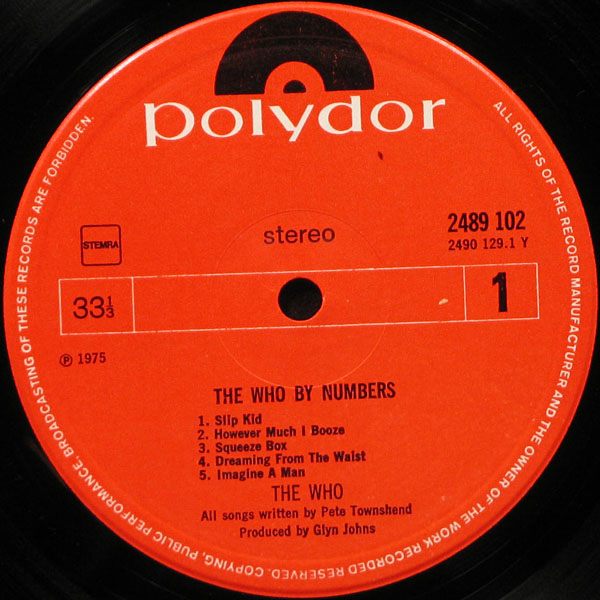 polydor
ALL RIGHTS OF THE RECORD MANUFACTURER AND THE OWNER OF THE WORK RECORDED RESERVED. COPYING, PUBLIC PERFORMANCE, BROADCASTING OF THESE RECORDS ARE FORBIDDEN.
stereo
STEMRA
2489 102
2490 129.1 Y
33⅓
1
℗ 1975
THE WHO BY NUMBERS
1. Slip Kid
2. However Much I Booze
3. Squeeze Box
4. Dreaming From The Waist
5. Imagine A Man
THE WHO
All songs written by Pete Townshend
Produced by Glyn Johns